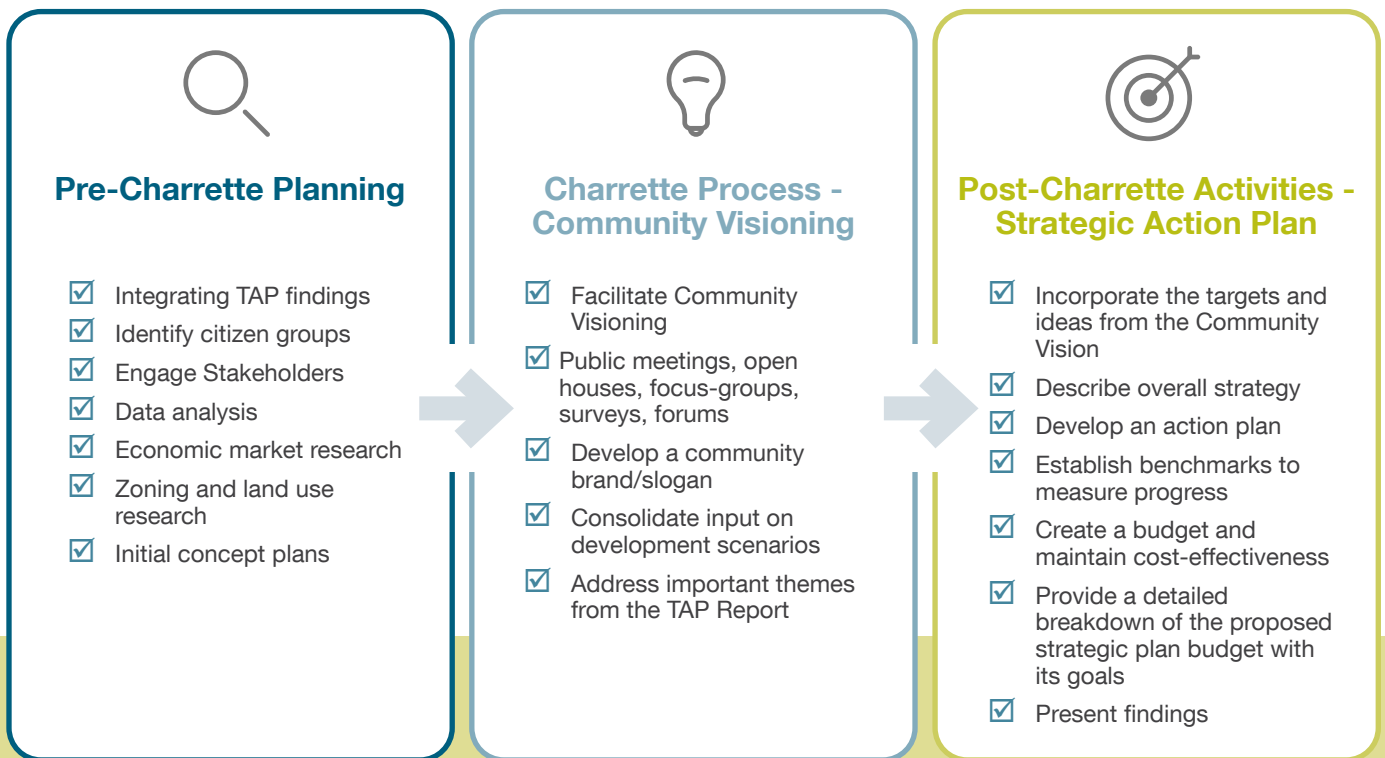 Pre-Charrette Planning
Integrating TAP findings
Identify citizen groups
Engage Stakeholders
Data analysis
Economic market research
Zoning and land use
research
Initial concept plans
Charrette Process -
Community Visioning
Facilitate Community
Visioning
Public meetings, open
houses, focus-groups,
surveys, forums
Develop a community
brand/slogan
Consolidate input on
development scenarios
Address important themes
from the TAP Report
Post-Charrette Activities -
Strategic Action Plan
Incorporate the targets and
ideas from the Community
Vision
Describe overall strategy
Develop an action plan
Establish benchmarks to
measure progress
Create a budget and
maintain cost-effectiveness
Provide a detailed
breakdown of the proposed
strategic plan budget with
its goals
Present findings